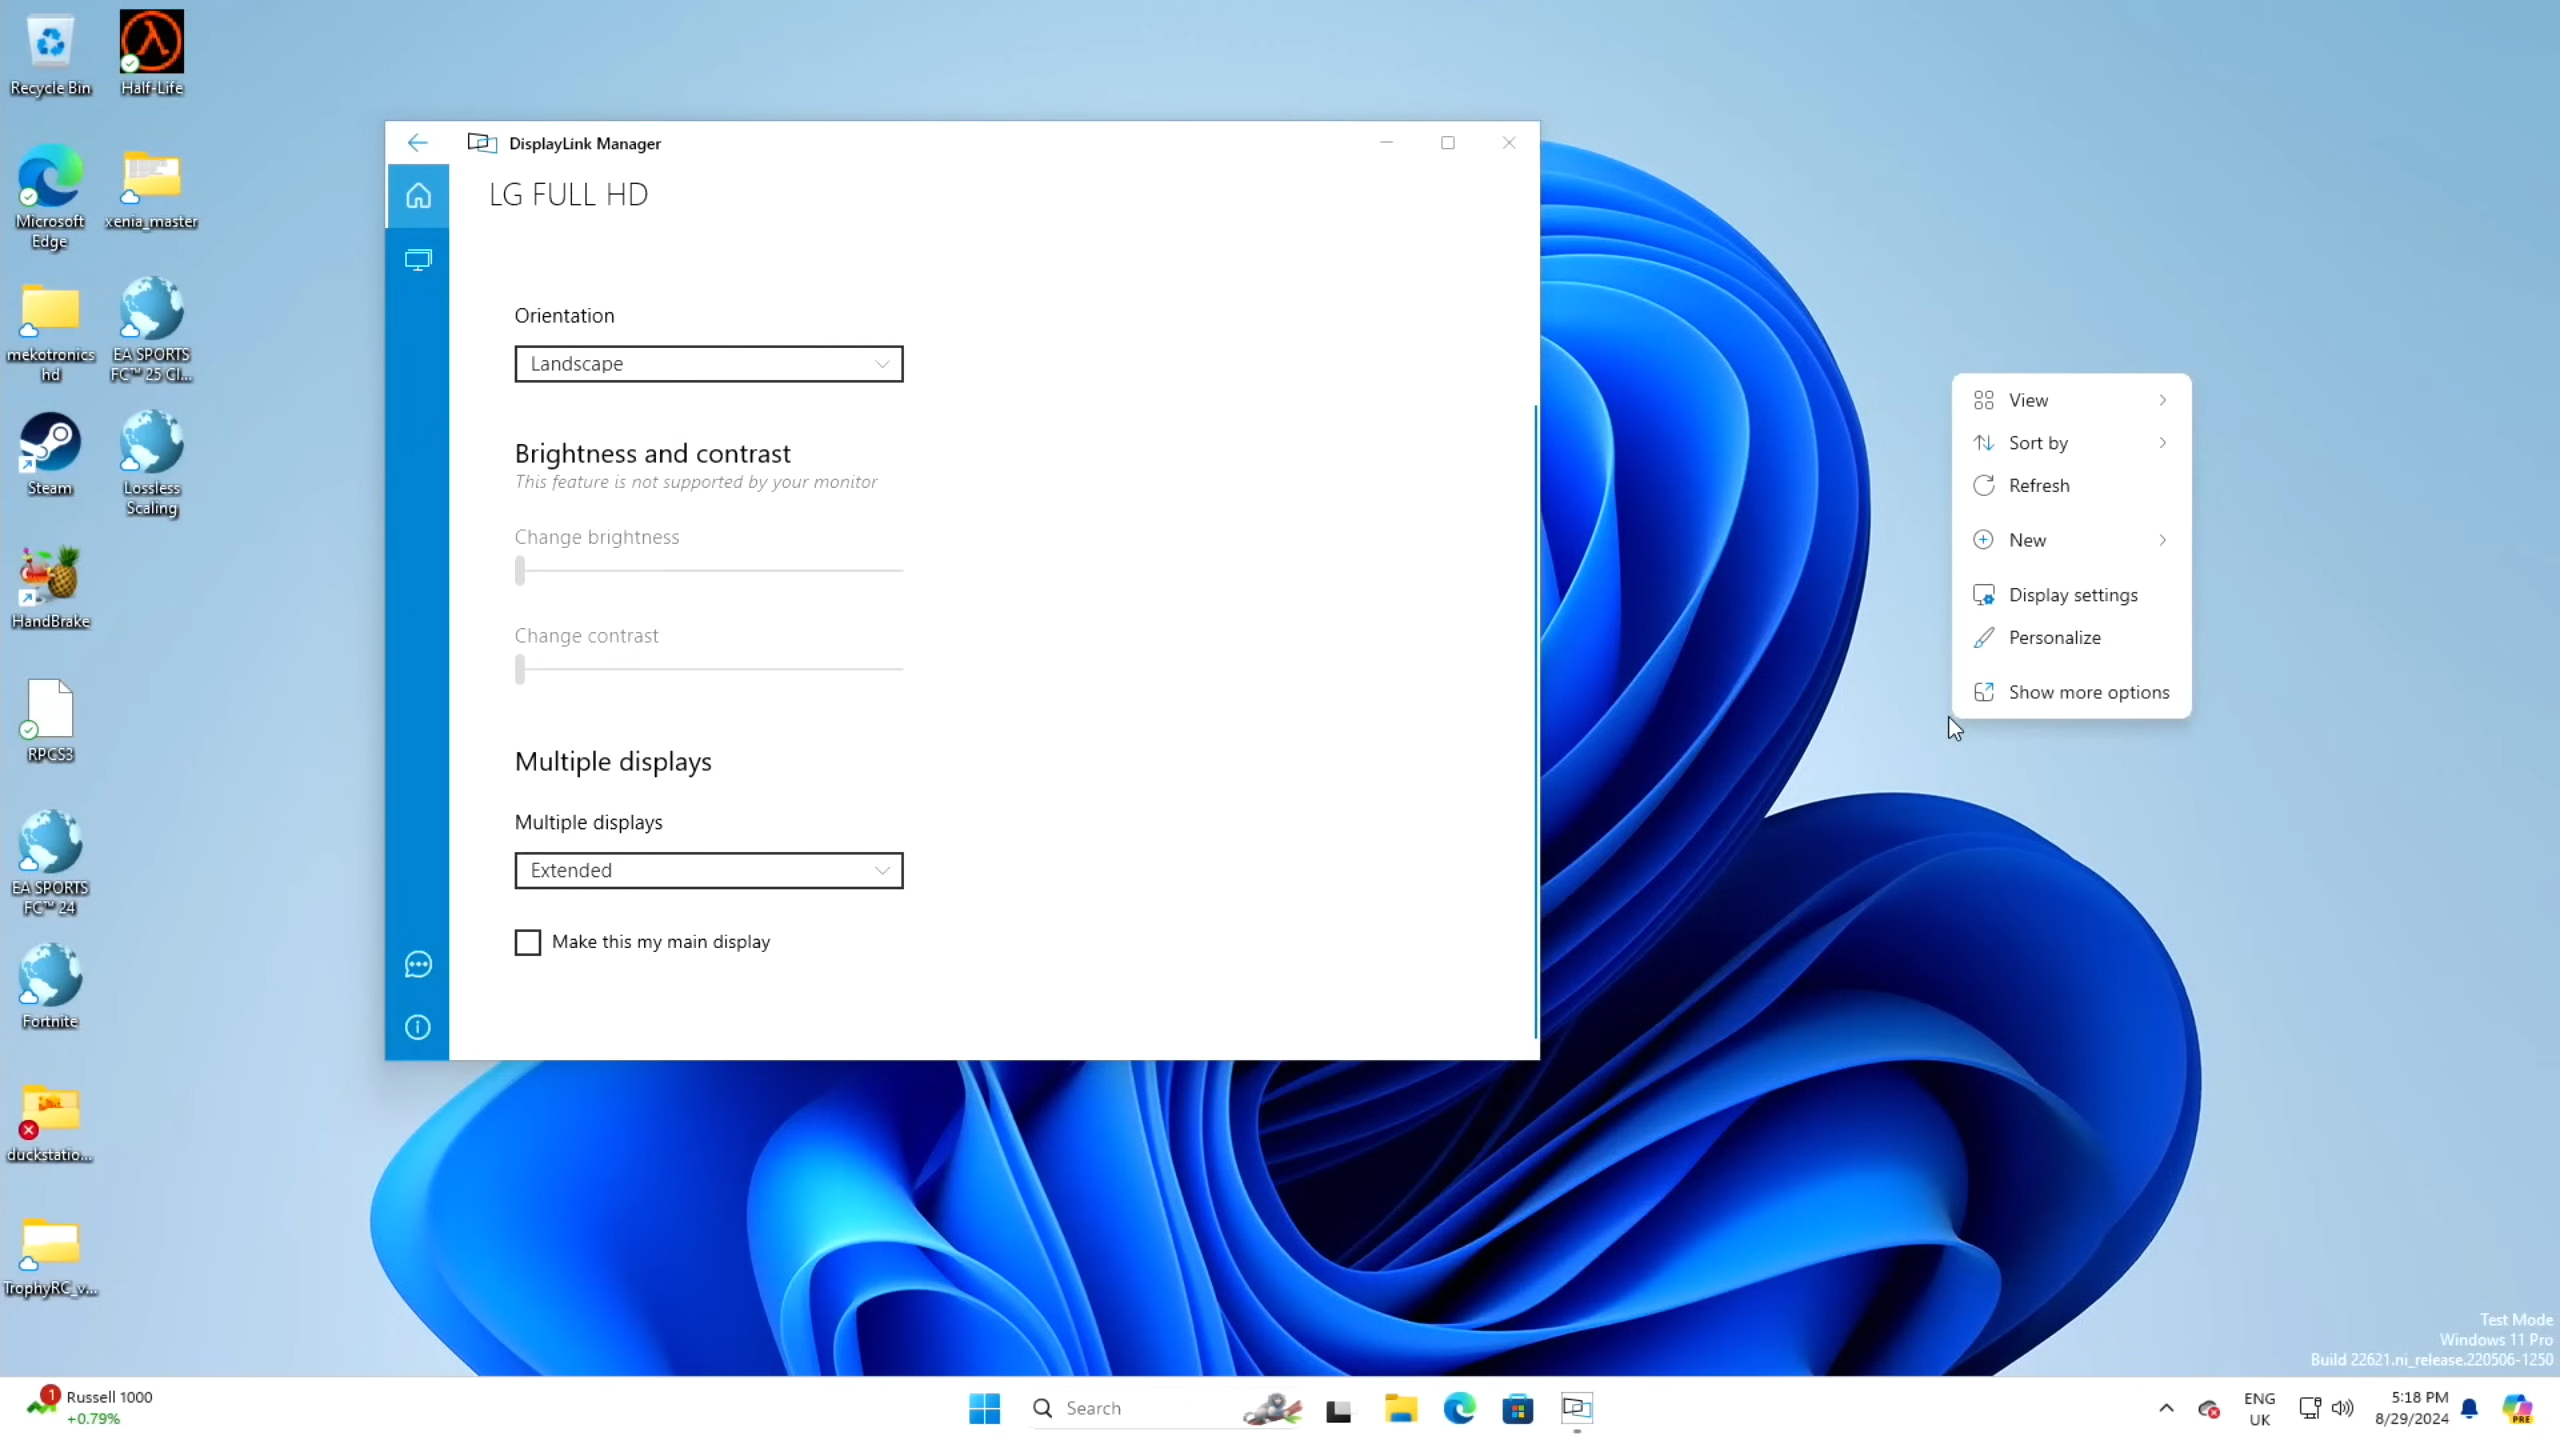 Recycle Bin
Half-Life
Microsoft
Edge
xenia_master
mekotronics
hd
EA SPORTS
FC™ 25 Cl...
Steam
Lossless
Scaling
HandBrake
RPCS3
EA SPORTS
FC™ 24
Fortnite
duckstatio...
TrophyRC_v...
DisplayLink Manager
LG FULL HD
Orientation
Landscape
Brightness and contrast
This feature is not supported by your monitor
Change brightness
Change contrast
Multiple displays
Multiple displays
Extended
Make this my main display
View
Sort by
Refresh
New
Display settings
Personalize
Show more options
Test Mode
Windows 11 Pro
Build 22621.ni_release.220506-1250
1
Russell 1000
+0.79%
Search
ENG
UK
5:18 PM
8/29/2024
PRE